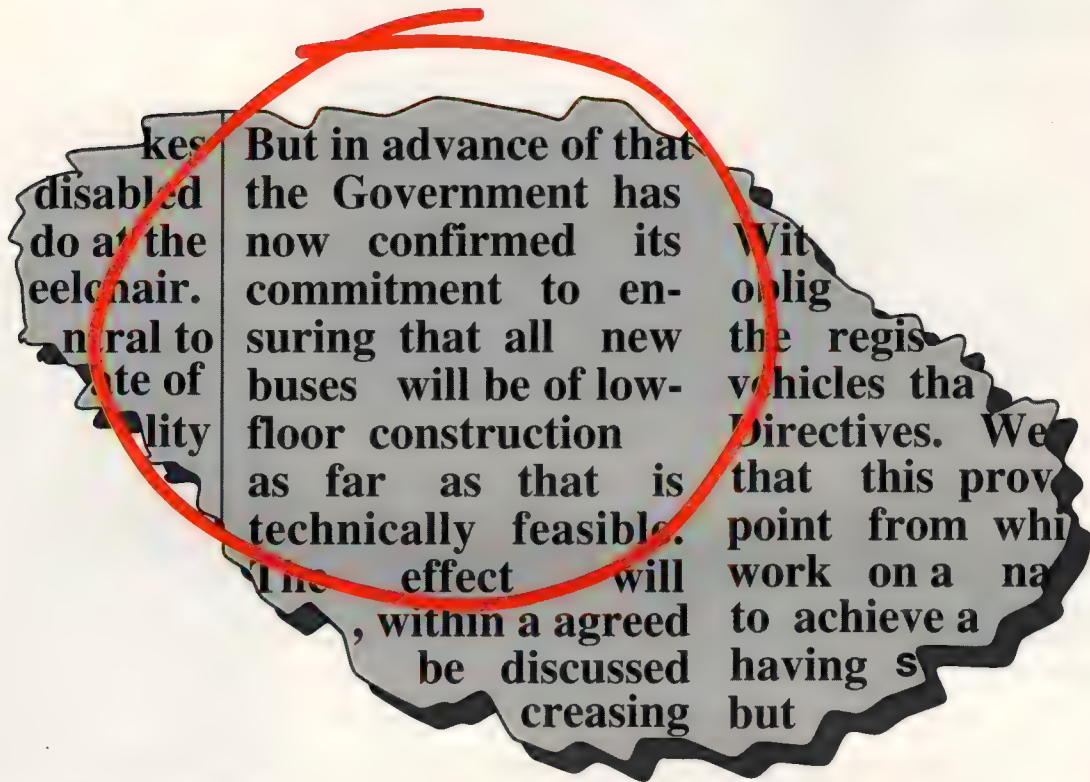 kes
disabled
do at the
eelchair.
ntral to
ate of
lity
But in advance of that
the Government has
now confirmed its
commitment to en-
suring that all new
buses will be of low-
floor construction
as far as that is
technically feasible.
The effect will
, within a agreed
be discussed
creasing
Wit
oblig
the regis
vehicles tha
Directives. We
that this prov
point from whi
work on a na
to achieve a
having s
but